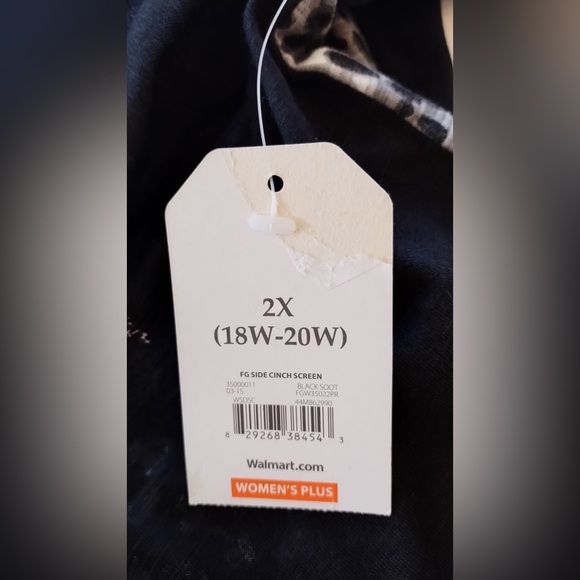 2X
(18W-20W)
FG SIDE CINCH SCREEN
35000011 BLACK SOOT
03-15 FGW35022PR
WSDSC 44M862990
8 29268 38454 3
Walmart.com
WOMEN'S PLUS